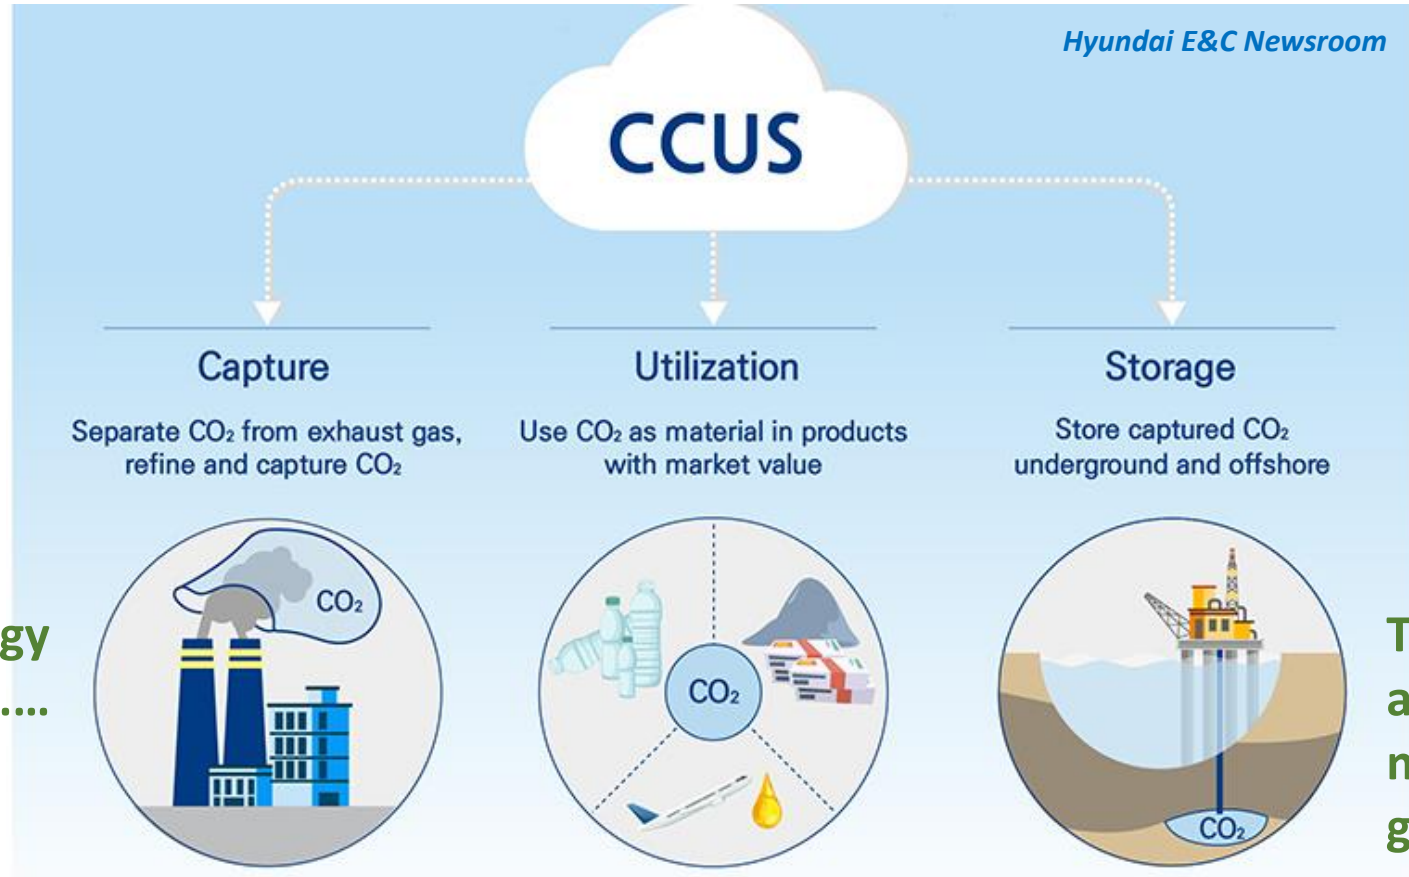 Hyundai E&C Newsroom
CCUS
Capture
Separate CO₂ from exhaust gas,
refine and capture CO₂
Utilization
Use CO₂ as material in products
with market value
Storage
Store captured CO₂
underground and offshore
CO₂
CO₂
CO₂
gy
.....
T
a
n
g